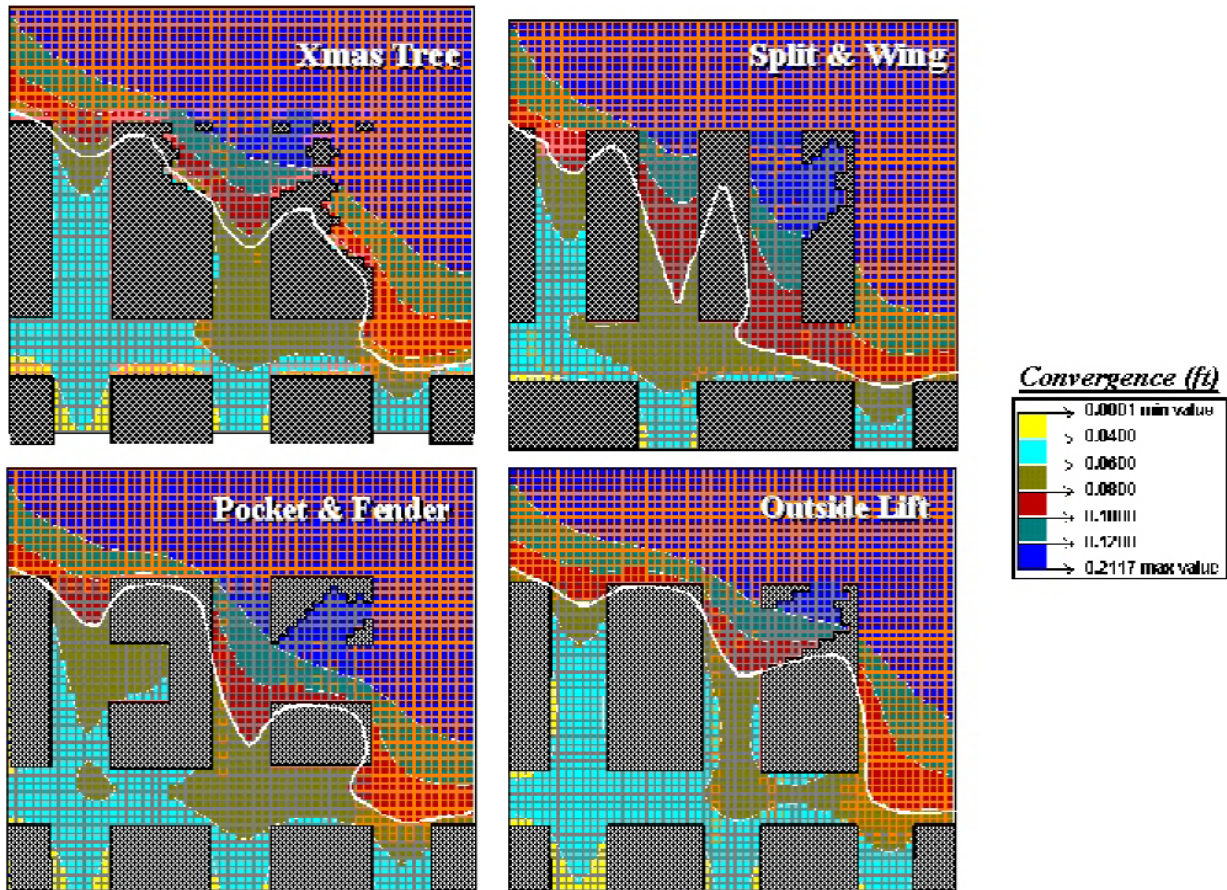 Xmas Tree
Split & Wing
Pocket & Fender
Outside Lift
Convergence (ft)
0.0001 min value
0.0400
0.0600
0.0800
0.1000
0.1200
0.2117 max value